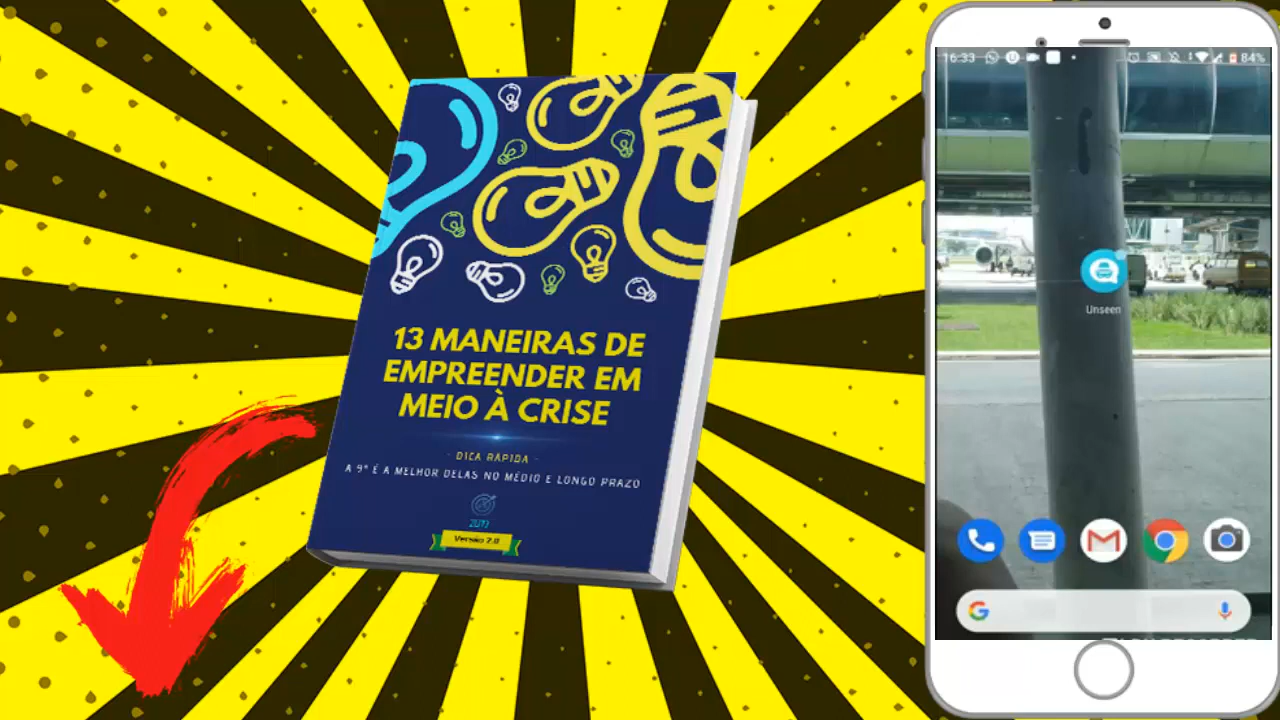 13 MANEIRAS DE
EMPREENDER EM
MEIO À CRISE
- DICA RÁPIDA -
A 9ª É A MELHOR DELAS NO MÉDIO E LONGO PRAZO
2019
Versão 2.0
16:33
84%
Unseen